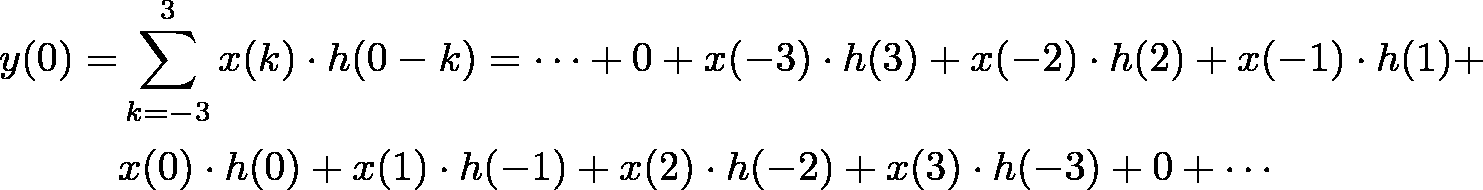 y(0) = \sum_{k=-3}^{3} x(k) \cdot h(0-k) = \cdots + 0 + x(-3) \cdot h(3) + x(-2) \cdot h(2) + x(-1) \cdot h(1) +
x(0) \cdot h(0) + x(1) \cdot h(-1) + x(2) \cdot h(-2) + x(3) \cdot h(-3) + 0 + \cdots